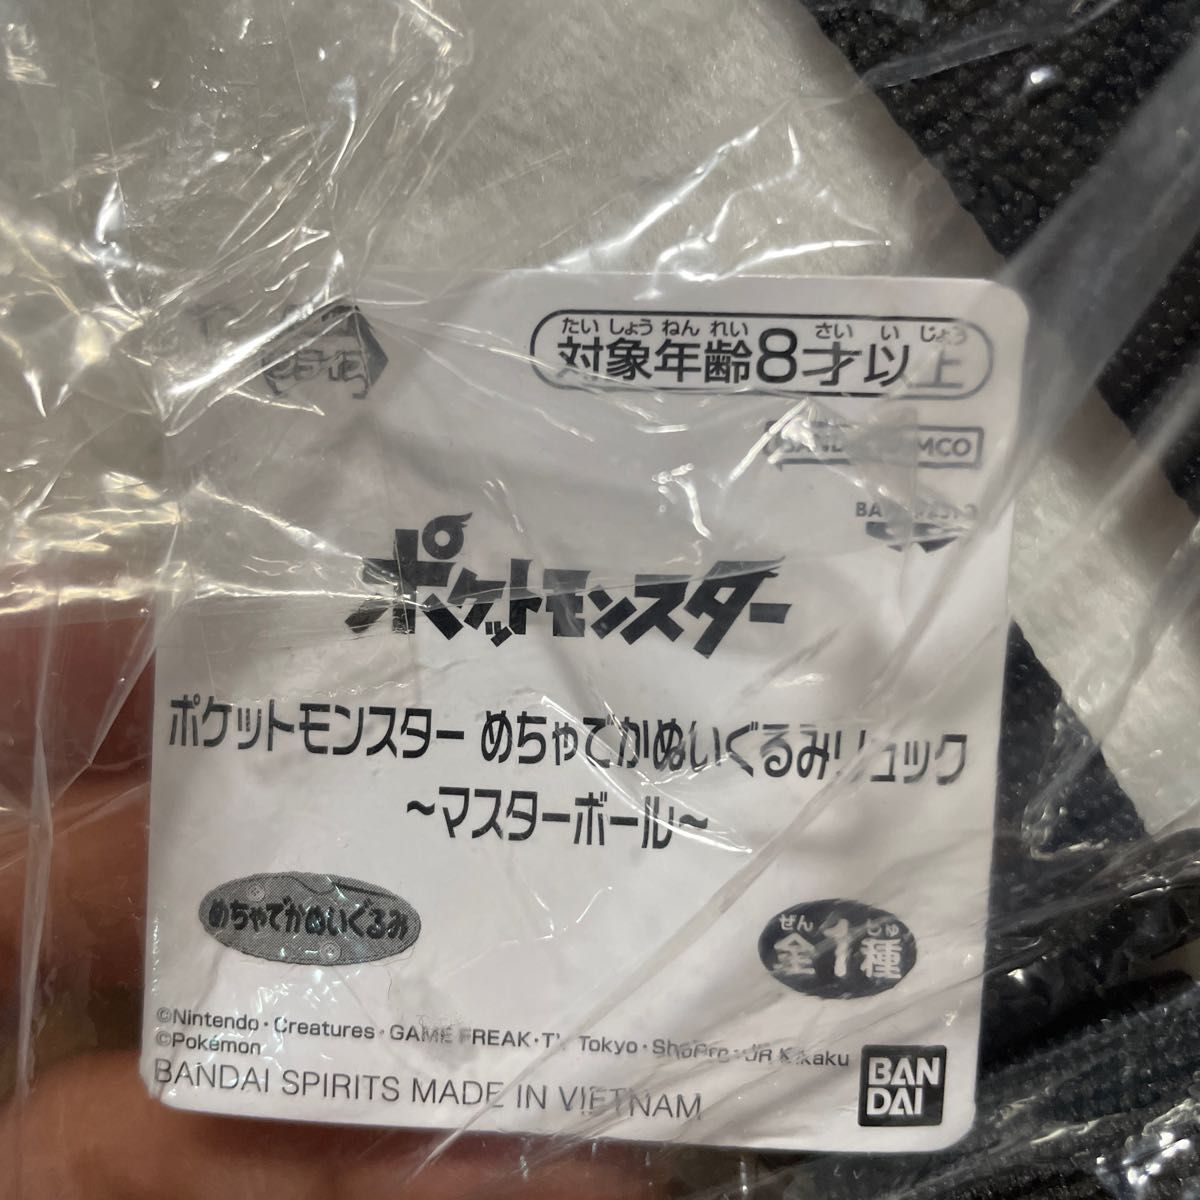 たいしょうねんれい さいいじょう
対象年齢8才以上
ポケットモンスター
ポケットモンスター めちゃでかぬいぐるみリュック
~マスターボール~
めちゃでかぬいぐるみ
ぜん しゅ
全1種
©Nintendo・Creatures・GAME FREAK・TV Tokyo・ShoPro・JR Kikaku
©Pokémon
BANDAI SPIRITS MADE IN VIETNAM
BAN
DAI